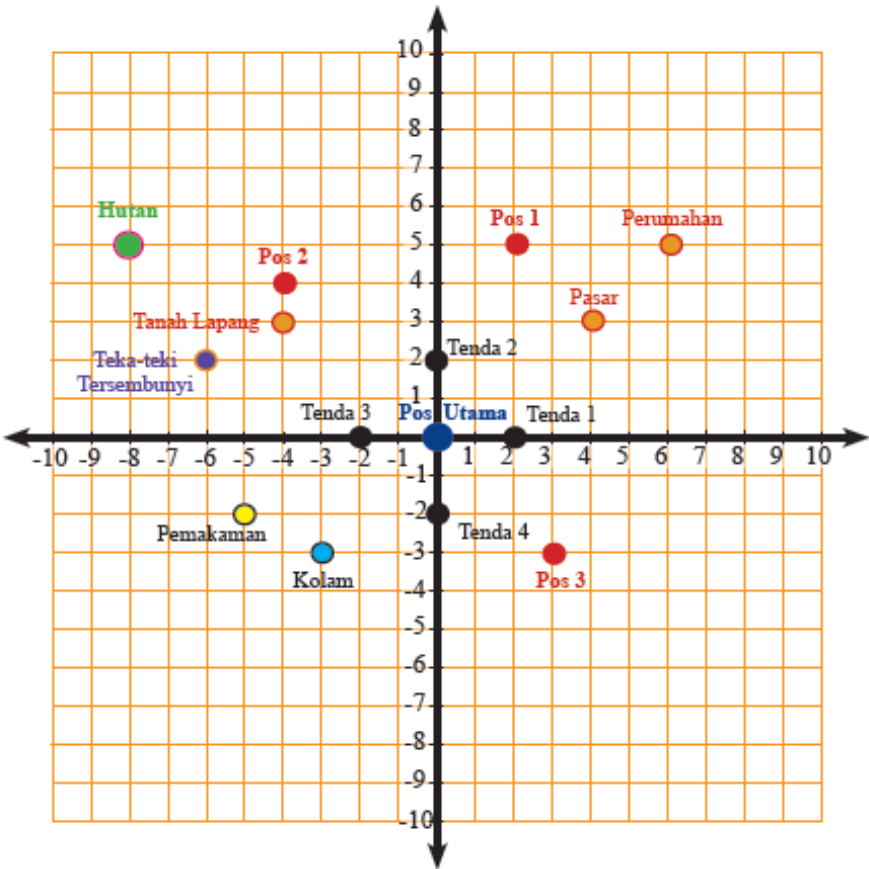 10
9
8
7
6
Hutan
Pos 1
Perumahan
5
Pos 2
4
Pasar
Tanah Lapang
3
Tenda 2
Teka-teki
2
Tersembunyi
1
Tenda 3
Pos Utama
Tenda 1
-10 -9 -8 -7 -6 -5 -4 -3 -2 -1 1 2 3 4 5 6 7 8 9 10
-1
-2
Pemakaman
Tenda 4
-3
Kolam
Pos 3
-4
-5
-6
-7
-8
-9
-10